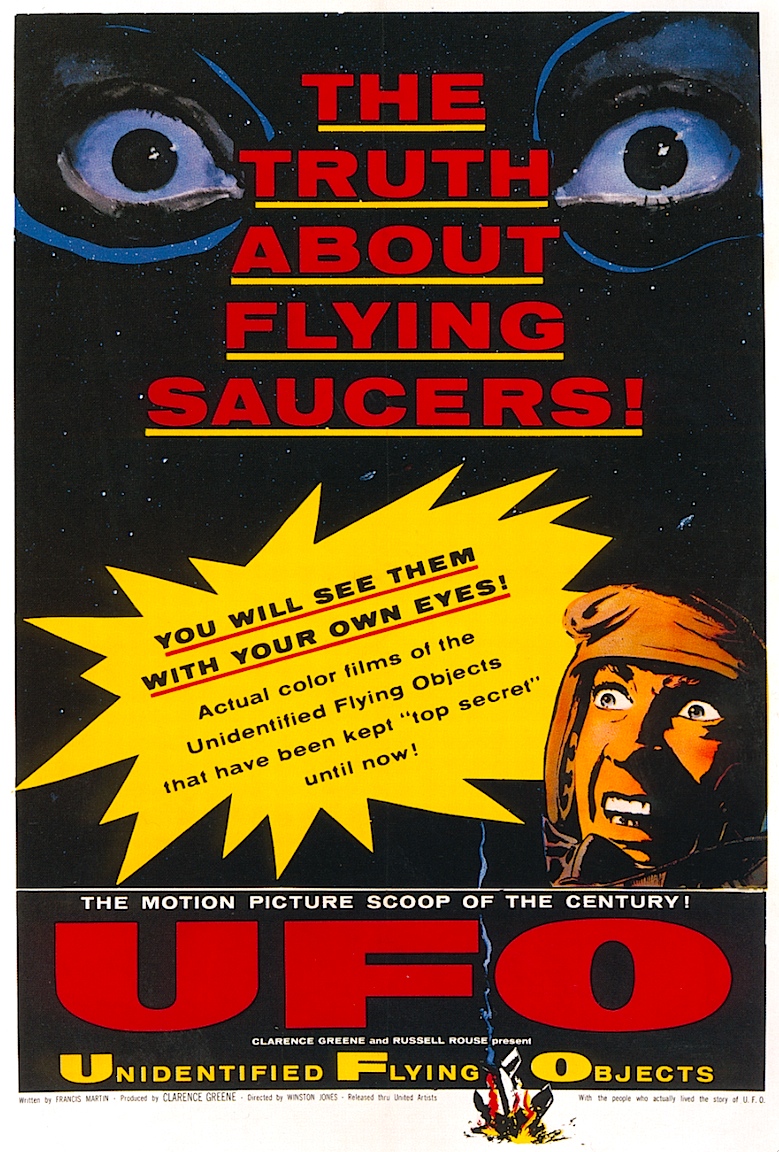 THE
TRUTH
ABOUT
FLYING
SAUCERS!
YOU WILL SEE THEM
WITH YOUR OWN EYES!
Actual color films of the
Unidentified Flying Objects
that have been kept "top secret"
until now!
THE MOTION PICTURE SCOOP OF THE CENTURY!
UFO
CLARENCE GREENE and RUSSELL ROUSE present
UNIDENTIFIED FLYING OBJECTS
Written by FRANCIS MARTIN - Produced by CLARENCE GREENE - Directed by WINSTON JONES - Released thru United Artists
With the people who actually lived the story of U. F. O.